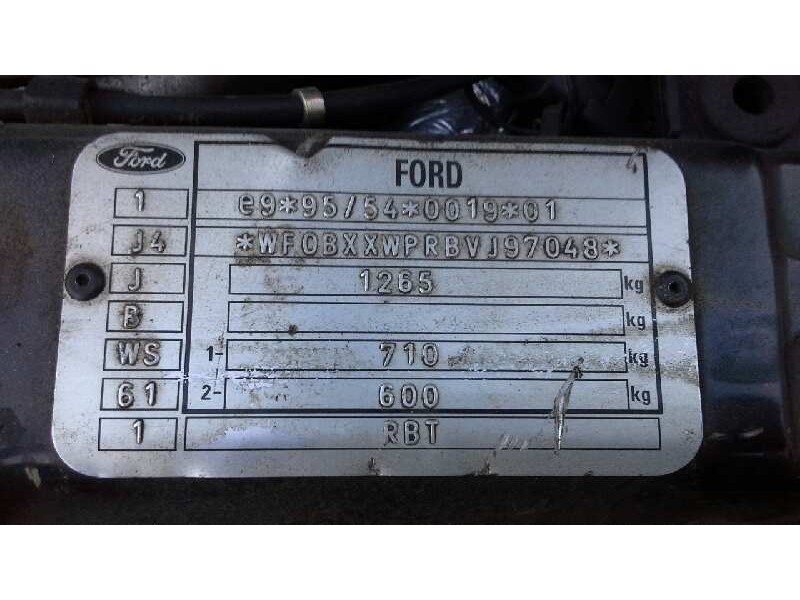 Ford FORD
1 e9*95/54*0019*01
J4 *WF0BXXWPRBVJ97048*
J 1265 kg
B kg
WS 1- 710 kg
61 2- 600 kg
1 RBT